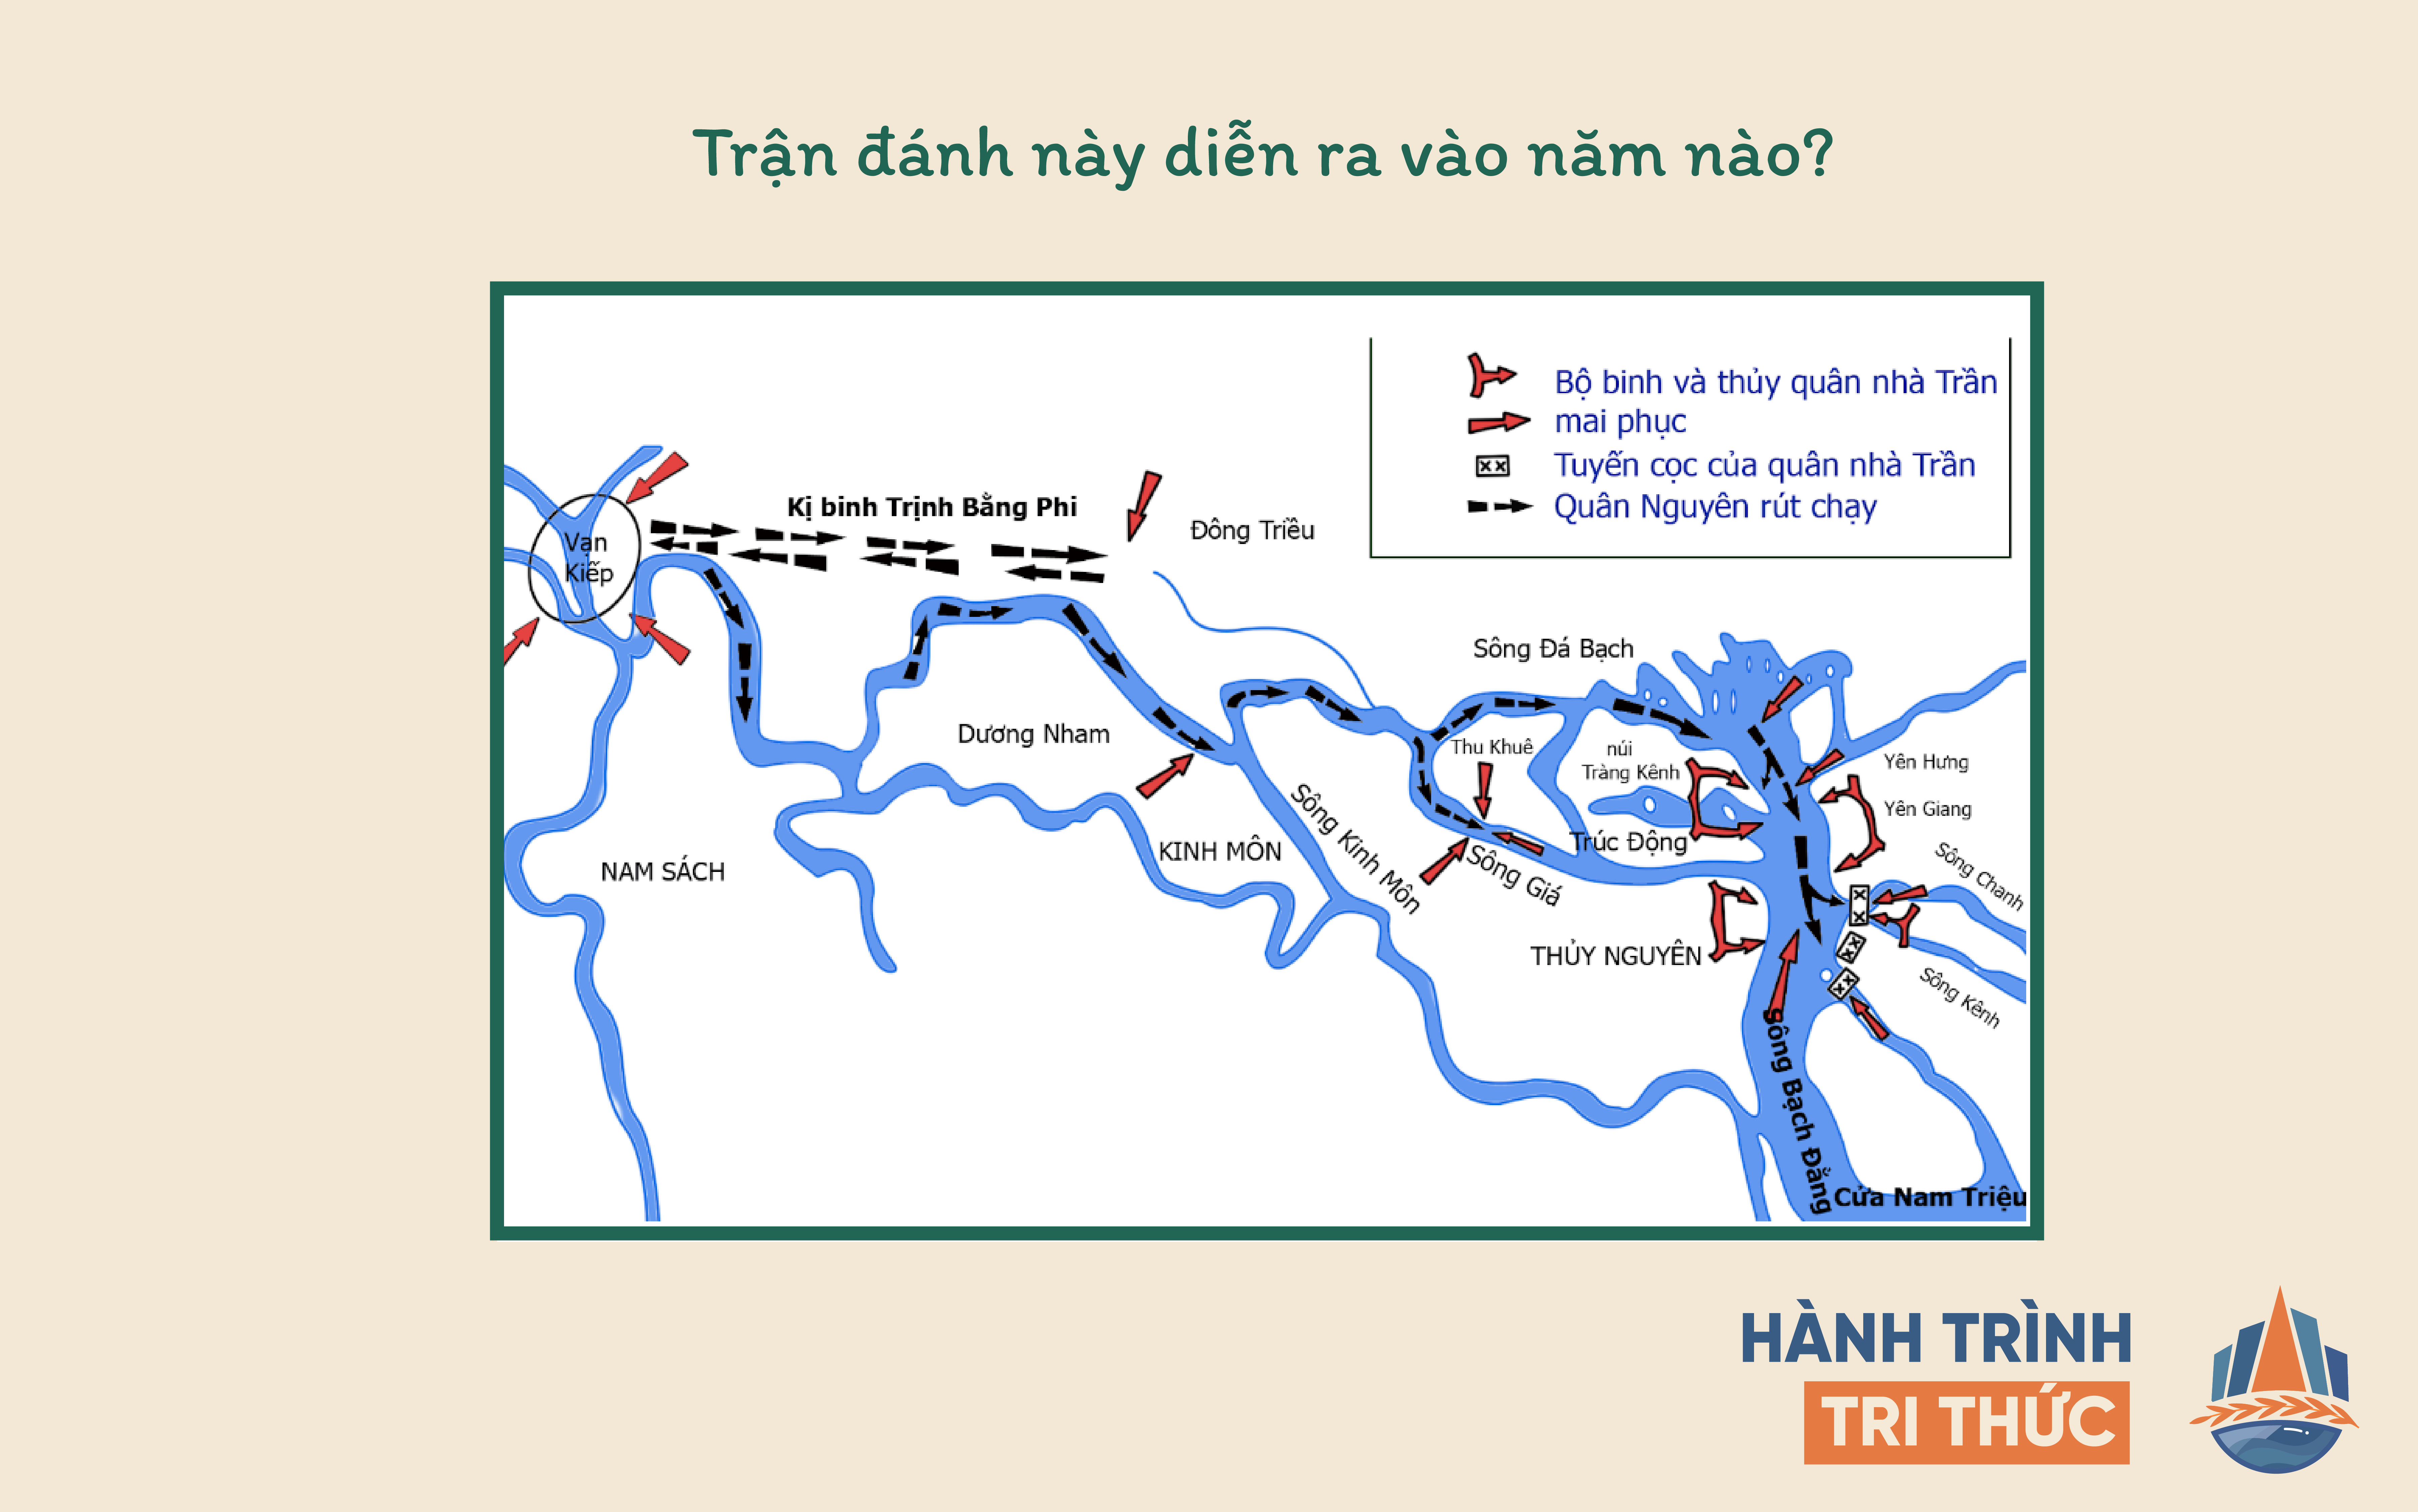 Trận đánh này diễn ra vào năm nào?
Bộ binh và thủy quân nhà Trần
mai phục
Tuyến cọc của quân nhà Trần
Quân Nguyên rút chạy
Kị binh Trịnh Bằng Phi
Đông Triều
Vạn
Kiếp
Sông Đá Bạch
Dương Nham
Thu Khuê
núi
Tràng Kênh
Yên Hưng
Yên Giang
NAM SÁCH
KINH MÔN
Sông Kinh Môn
Sông Giá
Trúc Động
Sông Chanh
THỦY NGUYÊN
Sông Kênh
Sông Bạch Đằng
Cửa Nam Triệu
HÀNH TRÌNH
TRI THỨC